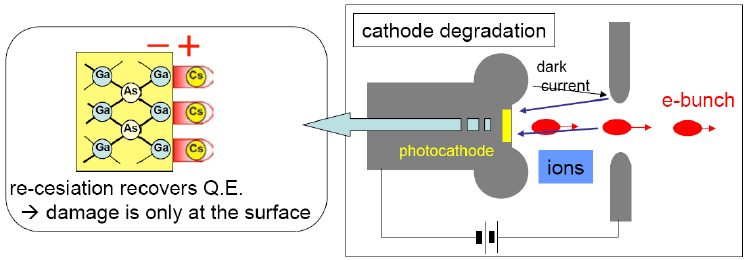 − +
Ga Ga Cs
As
Ga Ga Cs
As
Ga Ga Cs
re-cesiation recovers Q.E.
→ damage is only at the surface
cathode degradation
dark
current
e-bunch
photocathode
ions